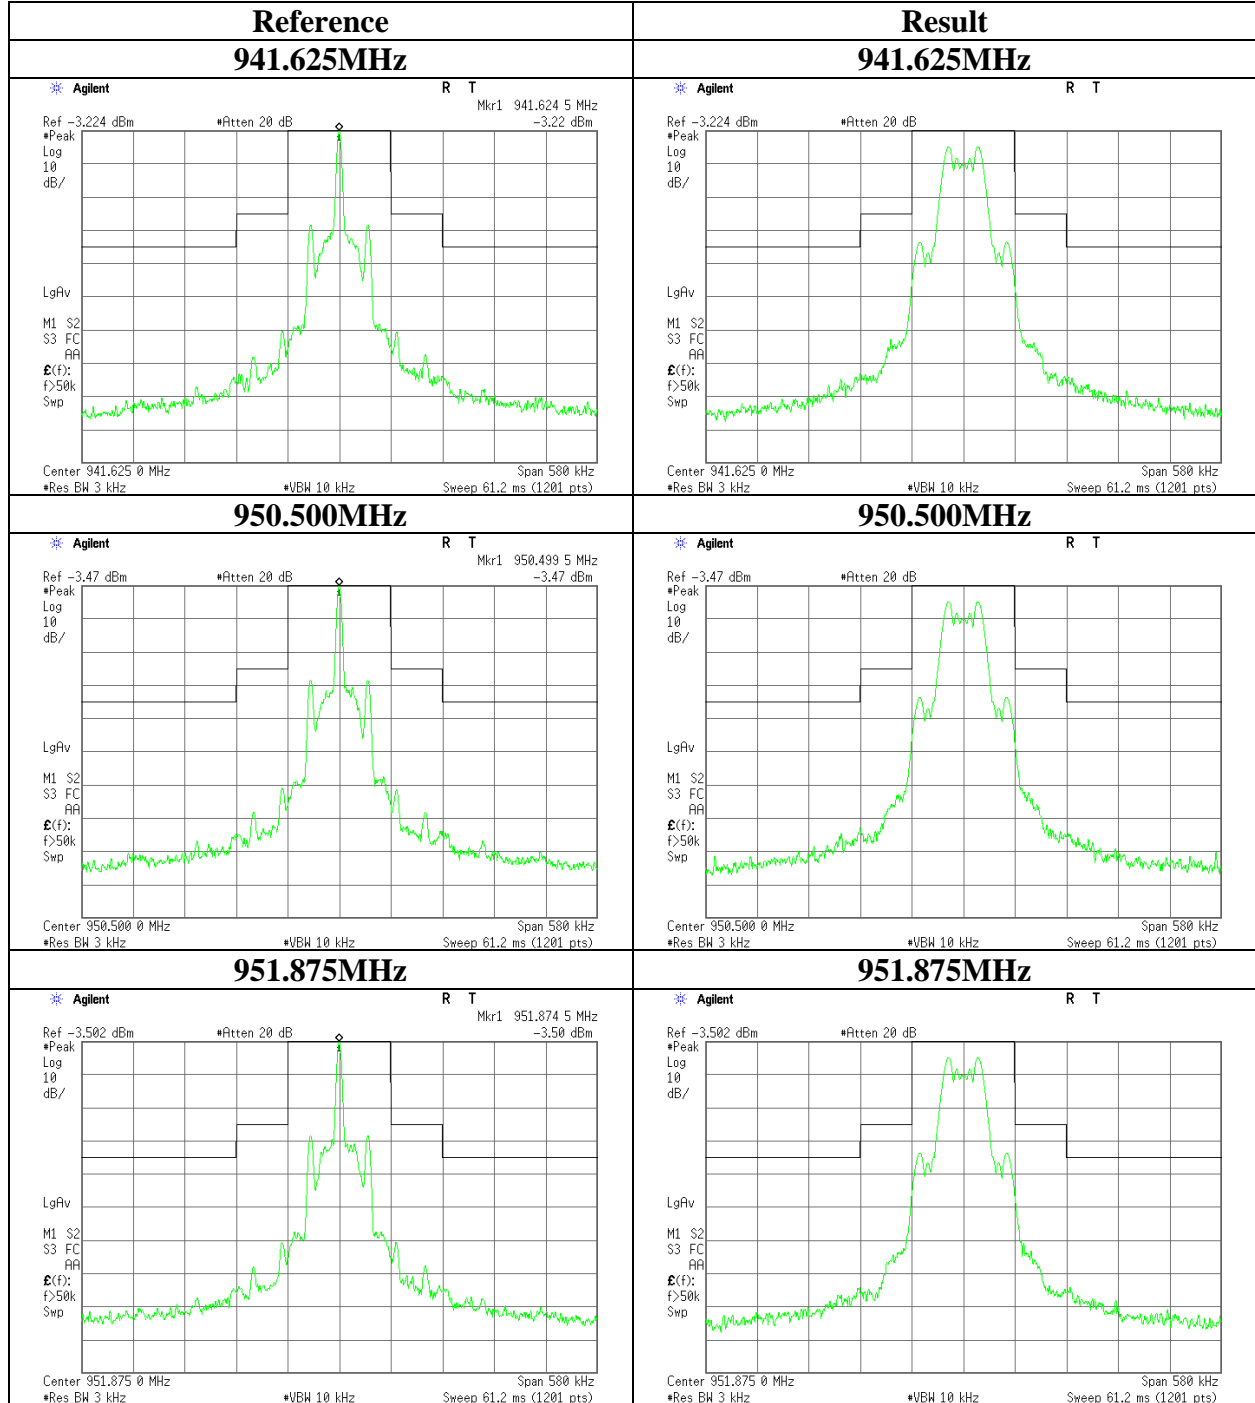 Reference Result
941.625MHz 941.625MHz
Agilent R T
Mkr1 941.624 5 MHz
Ref -3.224 dBm #Atten 20 dB -3.22 dBm
#Peak
Log
10
dB/
1
LgAv
M1 S2
S3 FC
AA
£(f):
f>50k
Swp
Center 941.625 0 MHz Span 580 kHz
#Res BW 3 kHz #VBW 10 kHz Sweep 61.2 ms (1201 pts)
Agilent R T
Ref -3.224 dBm #Atten 20 dB
#Peak
Log
10
dB/
LgAv
M1 S2
S3 FC
AA
£(f):
f>50k
Swp
Center 941.625 0 MHz Span 580 kHz
#Res BW 3 kHz #VBW 10 kHz Sweep 61.2 ms (1201 pts)
950.500MHz 950.500MHz
Agilent R T
Mkr1 950.499 5 MHz
Ref -3.47 dBm #Atten 20 dB -3.47 dBm
#Peak
Log
10
dB/
1
LgAv
M1 S2
S3 FC
AA
£(f):
f>50k
Swp
Center 950.500 0 MHz Span 580 kHz
#Res BW 3 kHz #VBW 10 kHz Sweep 61.2 ms (1201 pts)
Agilent R T
Ref -3.47 dBm #Atten 20 dB
#Peak
Log
10
dB/
LgAv
M1 S2
S3 FC
AA
£(f):
f>50k
Swp
Center 950.500 0 MHz Span 580 kHz
#Res BW 3 kHz #VBW 10 kHz Sweep 61.2 ms (1201 pts)
951.875MHz 951.875MHz
Agilent R T
Mkr1 951.874 5 MHz
Ref -3.502 dBm #Atten 20 dB -3.50 dBm
#Peak
Log
10
dB/
1
LgAv
M1 S2
S3 FC
AA
£(f):
f>50k
Swp
Center 951.875 0 MHz Span 580 kHz
#Res BW 3 kHz #VBW 10 kHz Sweep 61.2 ms (1201 pts)
Agilent R T
Ref -3.502 dBm #Atten 20 dB
#Peak
Log
10
dB/
LgAv
M1 S2
S3 FC
AA
£(f):
f>50k
Swp
Center 951.875 0 MHz Span 580 kHz
#Res BW 3 kHz #VBW 10 kHz Sweep 61.2 ms (1201 pts)